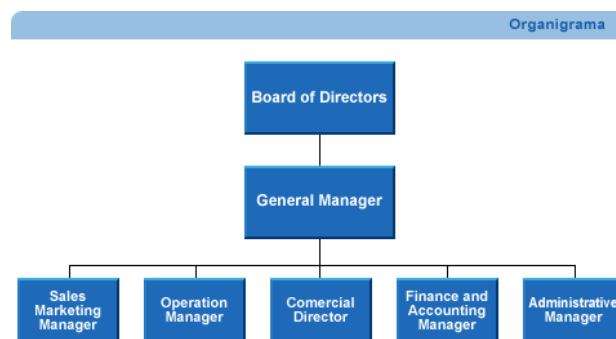 Organigrama
Board of Directors
General Manager
Sales
Marketing
Manager
Operation
Manager
Comercial
Director
Finance and
Accounting
Manager
Administrative
Manager